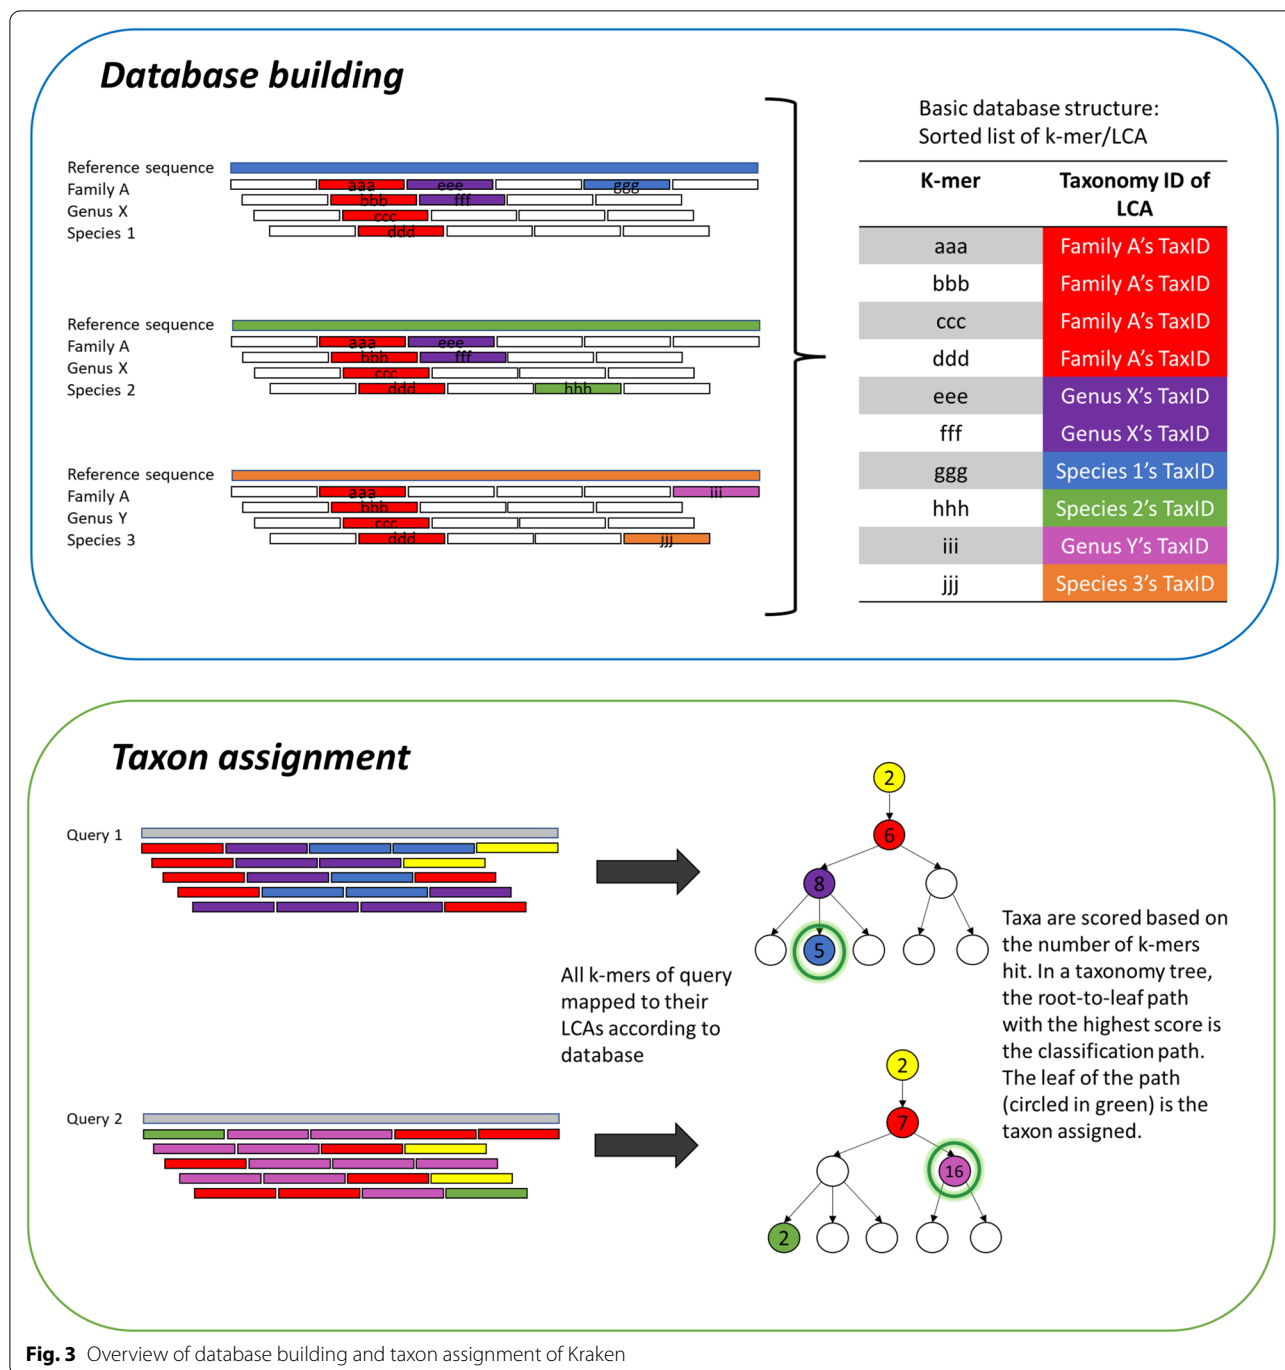 Database building
Reference sequence
Family A
Genus X
Species 1
aaa eee ggg
bbb fff
ccc
ddd
Reference sequence
Family A
Genus X
Species 2
aaa eee
bbb fff
ccc
ddd hhh
Reference sequence
Family A
Genus Y
Species 3
aaa iii
bbb
ccc
ddd jjj
Basic database structure:
Sorted list of k-mer/LCA
K-mer Taxonomy ID of
LCA
aaa Family A’s TaxID
bbb Family A’s TaxID
ccc Family A’s TaxID
ddd Family A’s TaxID
eee Genus X’s TaxID
fff Genus X’s TaxID
ggg Species 1’s TaxID
hhh Species 2’s TaxID
iii Genus Y’s TaxID
jjj Species 3’s TaxID
Taxon assignment
Query 1
Query 2
All k-mers of query
mapped to their
LCAs according to
database
2
6
8
5
2
7
16
2
Taxa are scored based on
the number of k-mers
hit. In a taxonomy tree,
the root-to-leaf path
with the highest score is
the classification path.
The leaf of the path
(circled in green) is the
taxon assigned.
Fig. 3 Overview of database building and taxon assignment of Kraken